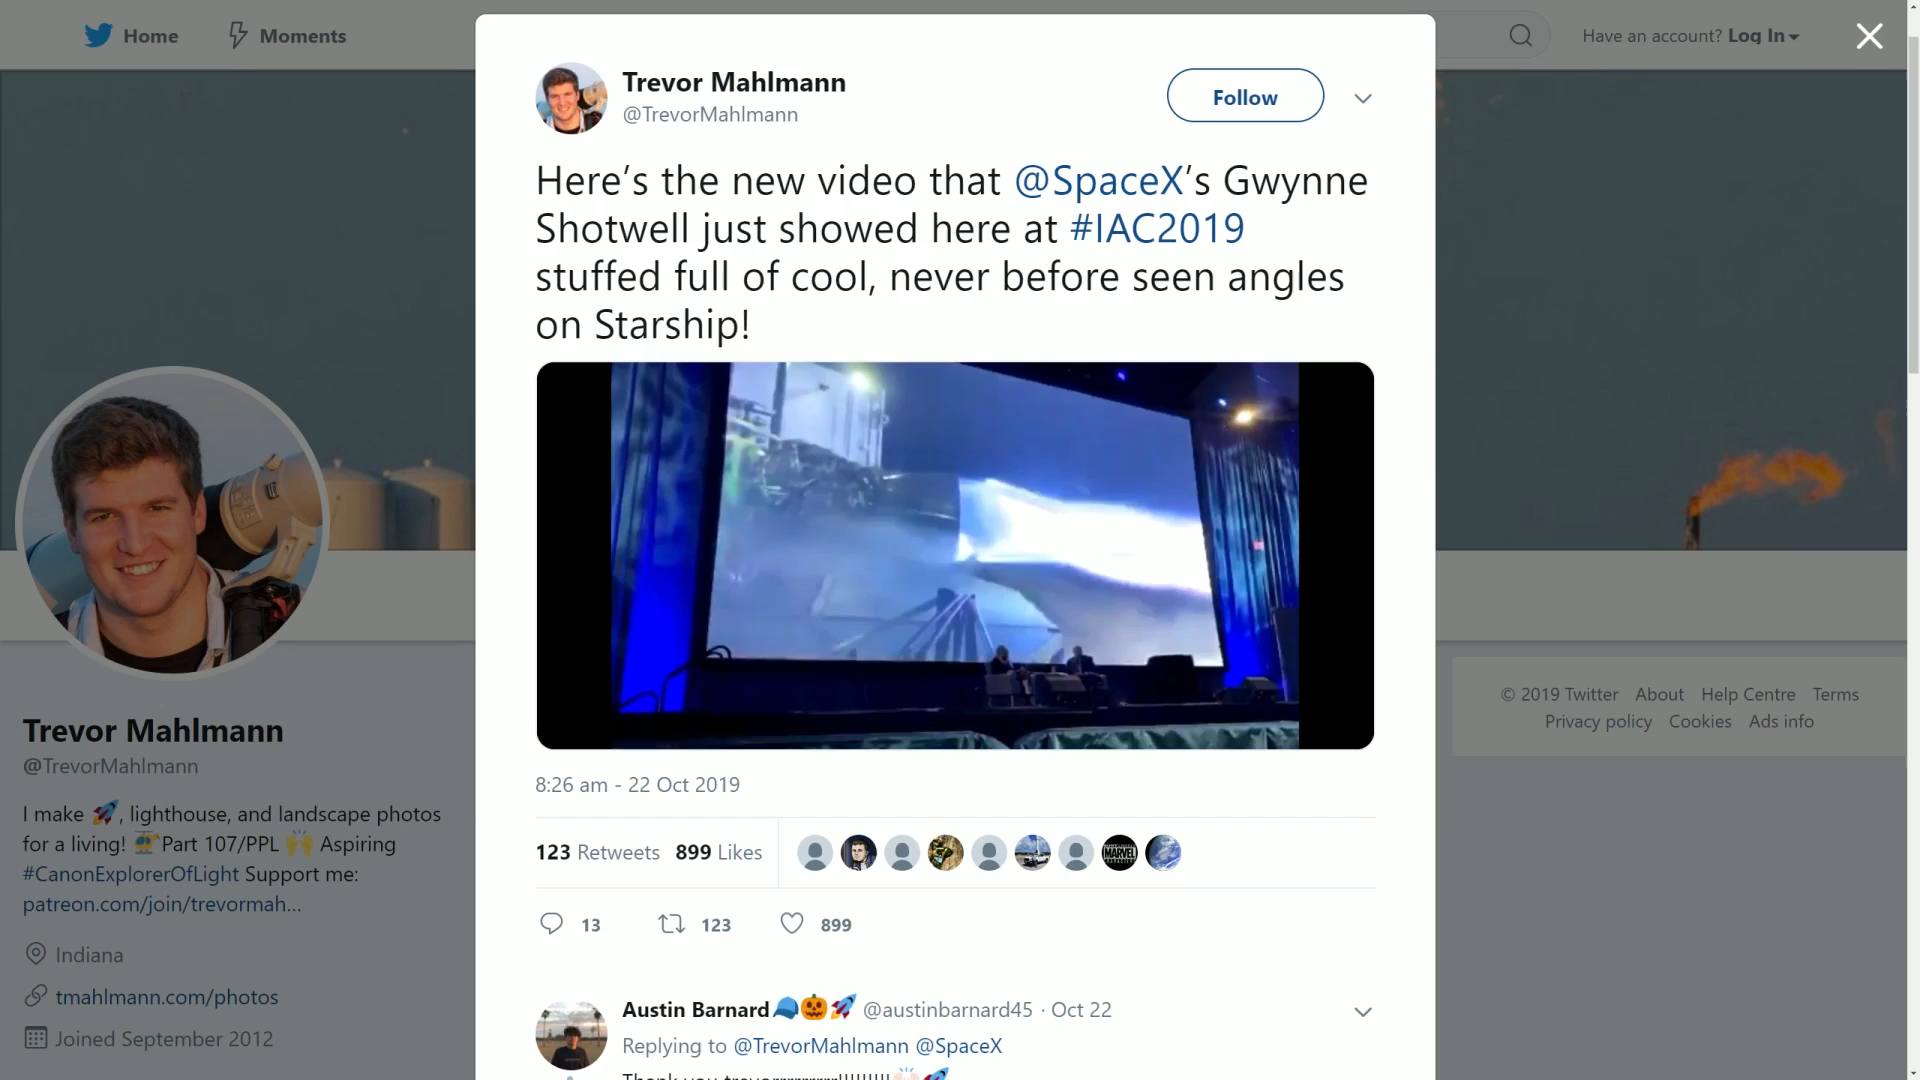 Home
Moments
Have an account? Log In
Trevor Mahlmann
@TrevorMahlmann
Follow
Here’s the new video that @SpaceX’s Gwynne
Shotwell just showed here at #IAC2019
stuffed full of cool, never before seen angles
on Starship!
8:26 am - 22 Oct 2019
123 Retweets 899 Likes
MARVEL
13
123
899
Austin Barnard @austinbarnard45 · Oct 22
Replying to @TrevorMahlmann @SpaceX
Trevor Mahlmann
@TrevorMahlmann
I make 🚀, lighthouse, and landscape photos
for a living! 🚁Part 107/PPL 🙌 Aspiring
#CanonExplorerOfLight Support me:
patreon.com/join/trevormah...
Indiana
tmahlmann.com/photos
Joined September 2012
© 2019 Twitter About Help Centre Terms
Privacy policy Cookies Ads info